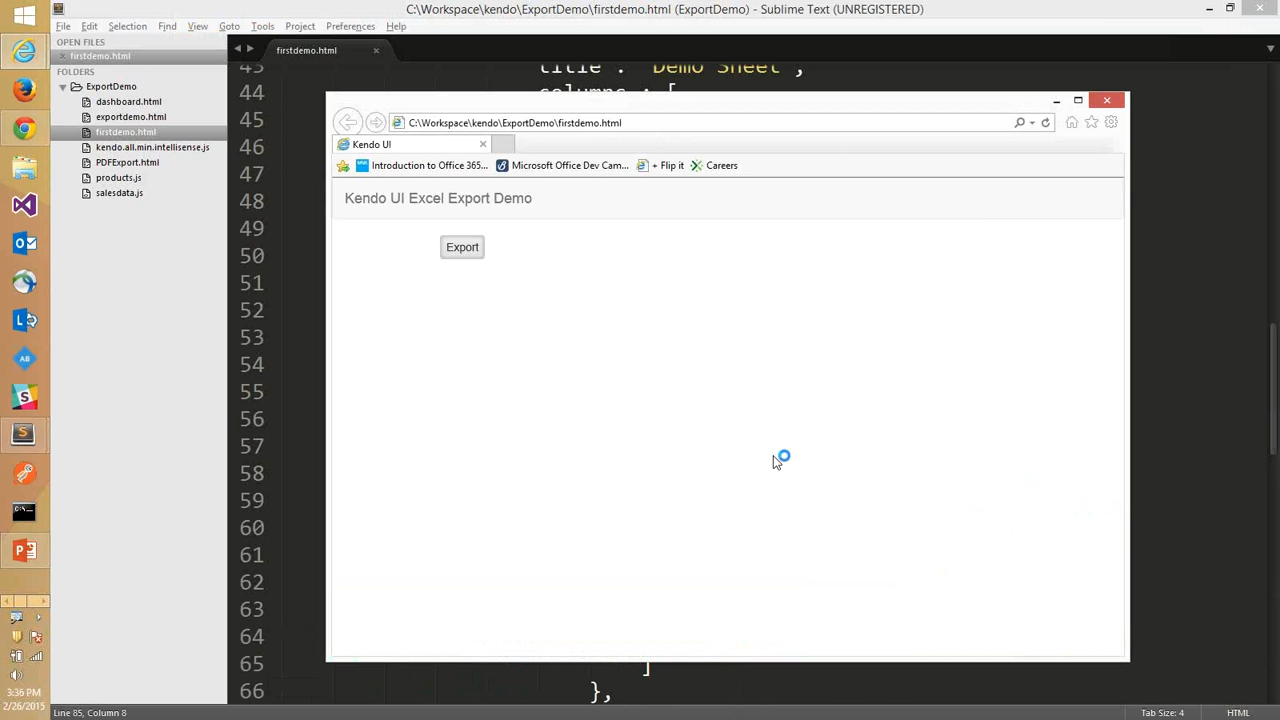 C:\Workspace\kendo\ExportDemo\firstdemo.html (ExportDemo) - Sublime Text (UNREGISTERED)
File Edit Selection Find View Goto Tools Project Preferences Help
OPEN FILES
firstdemo.html
FOLDERS
ExportDemo
dashboard.html
exportdemo.html
firstdemo.html
kendo.all.min.intellisense.js
PDFExport.html
products.js
salesdata.js
firstdemo.html
43 title : "Demo Sheet",
44 columns : [
45
46
47
48
49
50
51
52
53
54
55
56
57
58
59
60
61
62
63
64
65 ]
66 },
C:\Workspace\kendo\ExportDemo\firstdemo.html
Kendo UI
Introduction to Office 365... Microsoft Office Dev Cam... + Flip it Careers
Kendo UI Excel Export Demo
Export
3:36 PM
2/26/2015
Line 85, Column 8 Tab Size: 4 HTML